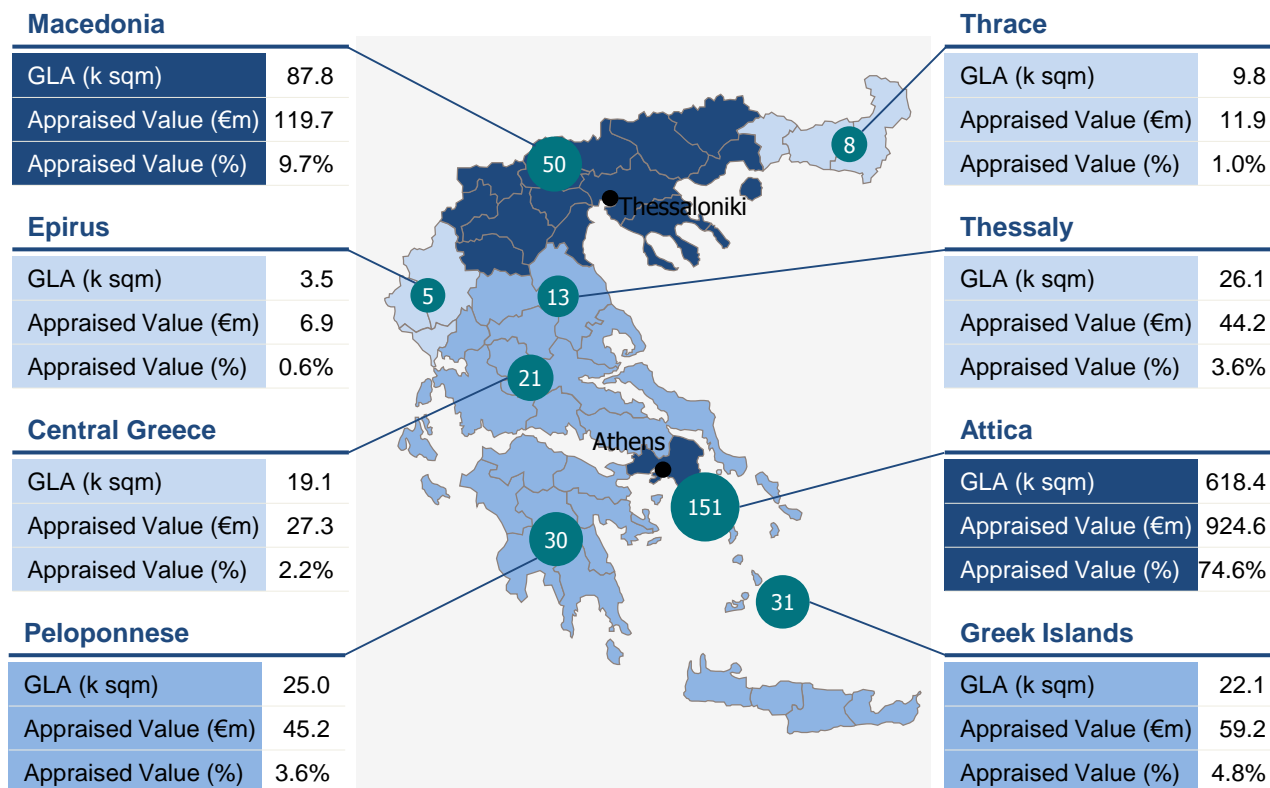 Macedonia
GLA (k sqm) 87.8
Appraised Value (€m) 119.7
Appraised Value (%) 9.7%
Epirus
GLA (k sqm) 3.5
Appraised Value (€m) 6.9
Appraised Value (%) 0.6%
Central Greece
GLA (k sqm) 19.1
Appraised Value (€m) 27.3
Appraised Value (%) 2.2%
Peloponnese
GLA (k sqm) 25.0
Appraised Value (€m) 45.2
Appraised Value (%) 3.6%
50
8
Thessaloniki
5
13
21
Athens
151
30
31
Thrace
GLA (k sqm) 9.8
Appraised Value (€m) 11.9
Appraised Value (%) 1.0%
Thessaly
GLA (k sqm) 26.1
Appraised Value (€m) 44.2
Appraised Value (%) 3.6%
Attica
GLA (k sqm) 618.4
Appraised Value (€m) 924.6
Appraised Value (%) 74.6%
Greek Islands
GLA (k sqm) 22.1
Appraised Value (€m) 59.2
Appraised Value (%) 4.8%